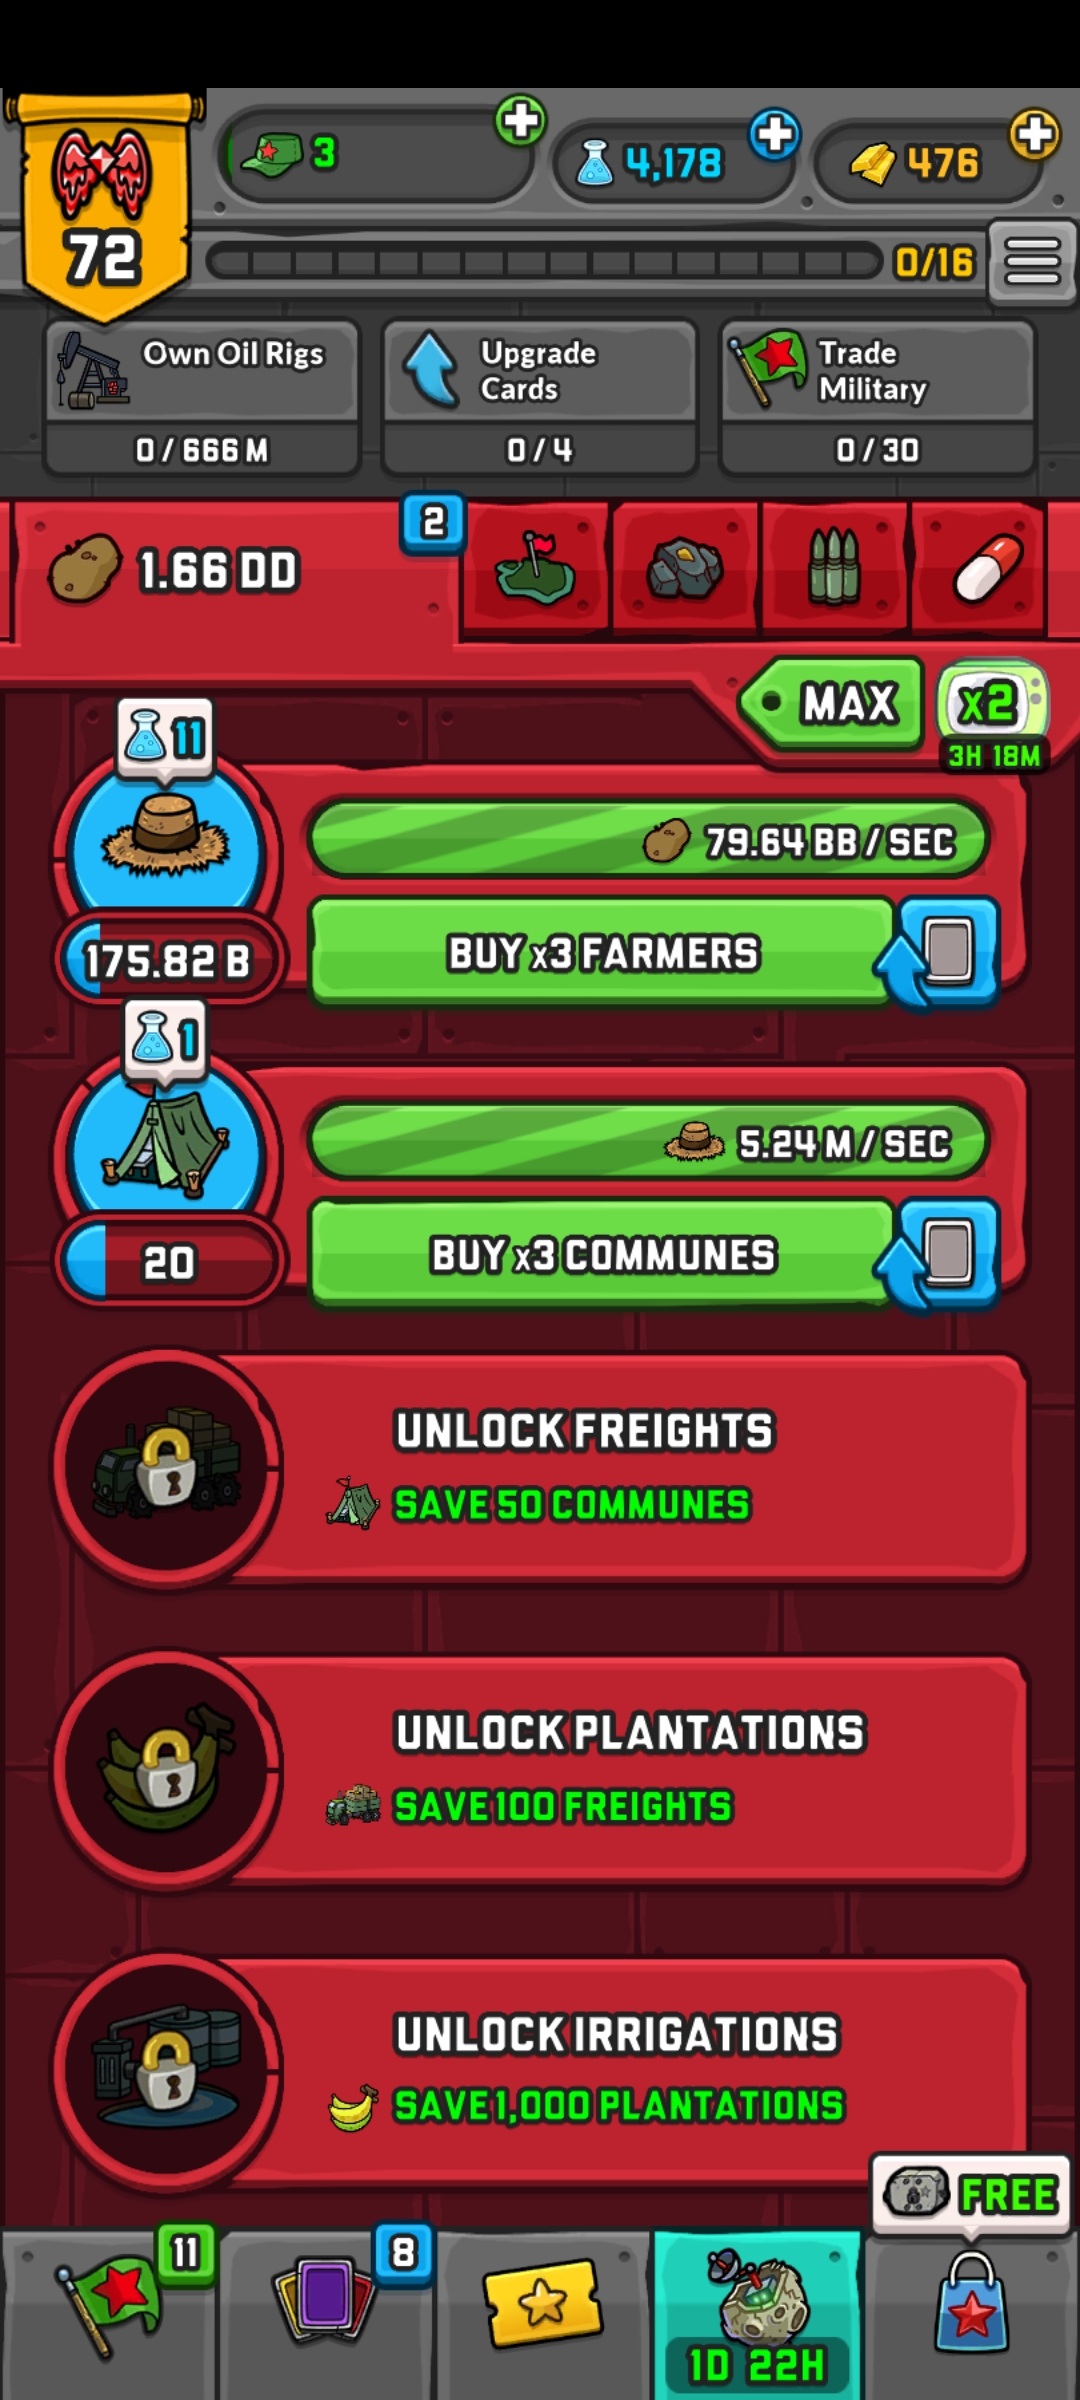 3
4,178
476
72
0/16
Own Oil Rigs
0 / 666 M
Upgrade
Cards
0 / 4
Trade
Military
0 / 30
1.66 DD
2
MAX
x2
3H 18M
11
79.64 BB / SEC
175.82 B
BUY x3 FARMERS
1
5.24 M / SEC
20
BUY x3 COMMUNES
UNLOCK FREIGHTS
SAVE 50 COMMUNES
UNLOCK PLANTATIONS
SAVE 100 FREIGHTS
UNLOCK IRRIGATIONS
SAVE 1,000 PLANTATIONS
FREE
11
8
1D 22H